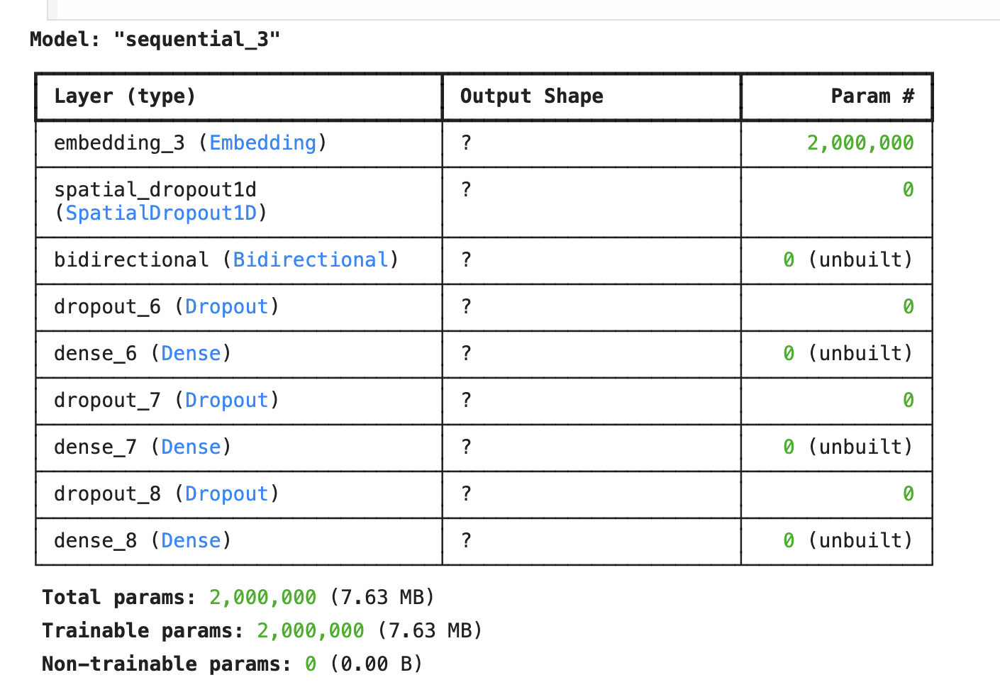 Model: "sequential_3"
Layer (type) Output Shape Param #
embedding_3 (Embedding) ? 2,000,000
spatial_dropout1d ? 0
(SpatialDropout1D)
bidirectional (Bidirectional) ? 0 (unbuilt)
dropout_6 (Dropout) ? 0
dense_6 (Dense) ? 0 (unbuilt)
dropout_7 (Dropout) ? 0
dense_7 (Dense) ? 0 (unbuilt)
dropout_8 (Dropout) ? 0
dense_8 (Dense) ? 0 (unbuilt)
Total params: 2,000,000 (7.63 MB)
Trainable params: 2,000,000 (7.63 MB)
Non-trainable params: 0 (0.00 B)